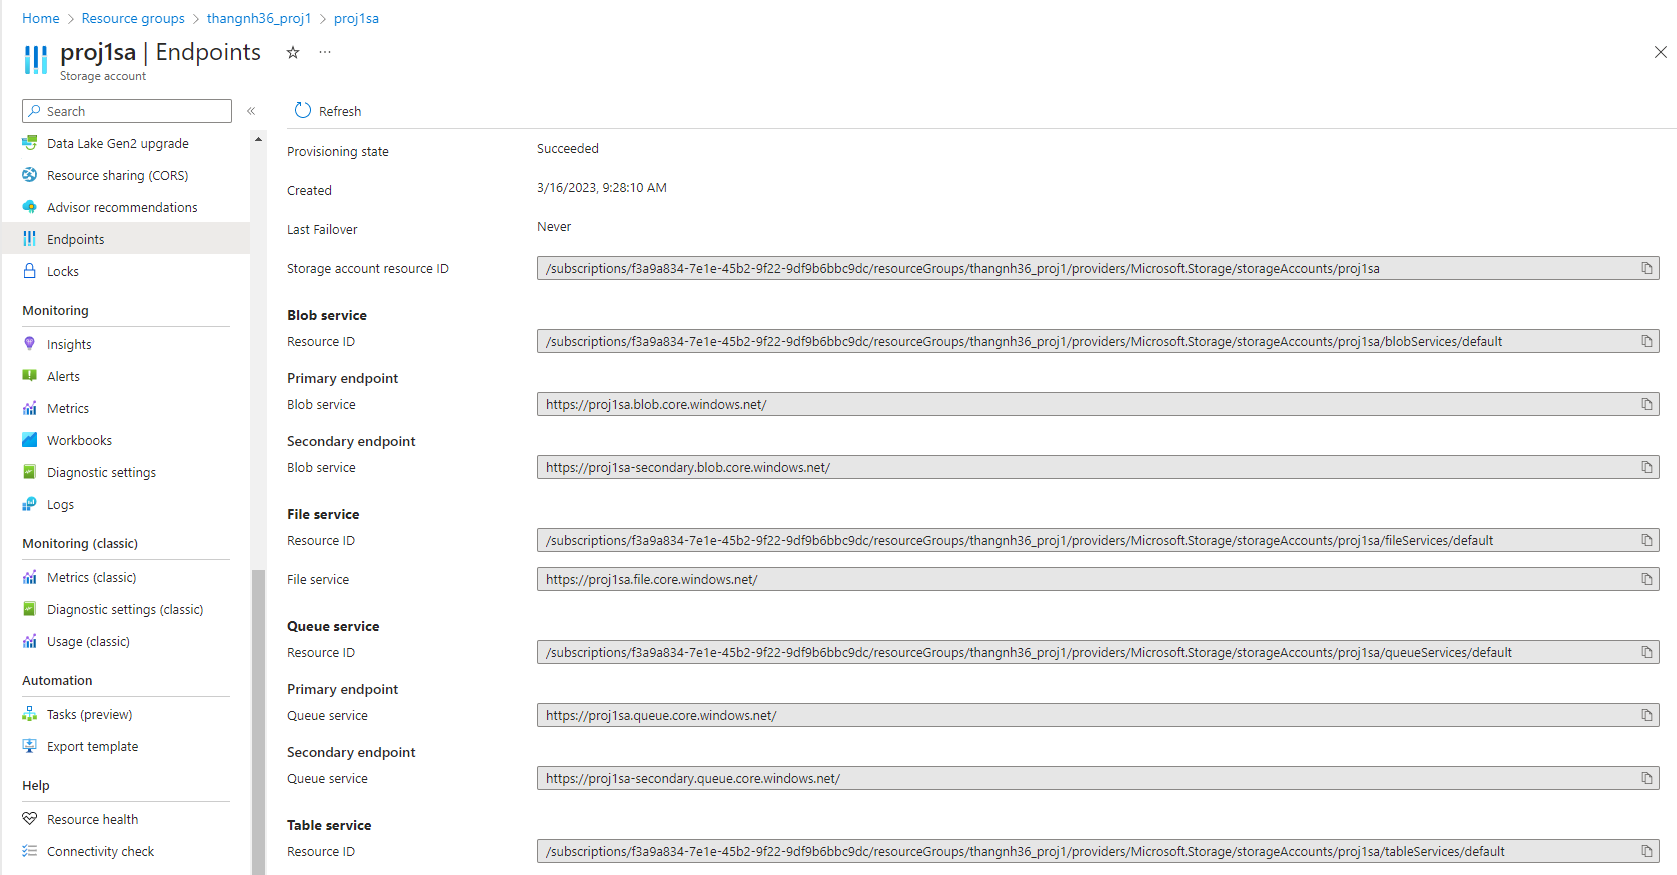 Home > Resource groups > thangnh36_proj1 > proj1sa
proj1sa | Endpoints
Storage account
Search
Refresh
Data Lake Gen2 upgrade
Resource sharing (CORS)
Advisor recommendations
Endpoints
Locks
Monitoring
Insights
Alerts
Metrics
Workbooks
Diagnostic settings
Logs
Monitoring (classic)
Metrics (classic)
Diagnostic settings (classic)
Usage (classic)
Automation
Tasks (preview)
Export template
Help
Resource health
Connectivity check
Provisioning state Succeeded
Created 3/16/2023, 9:28:10 AM
Last Failover Never
Storage account resource ID /subscriptions/f3a9a834-7e1e-45b2-9f22-9df9b6bbc9dc/resourceGroups/thangnh36_proj1/providers/Microsoft.Storage/storageAccounts/proj1sa
Blob service
Resource ID /subscriptions/f3a9a834-7e1e-45b2-9f22-9df9b6bbc9dc/resourceGroups/thangnh36_proj1/providers/Microsoft.Storage/storageAccounts/proj1sa/blobServices/default
Primary endpoint
Blob service https://proj1sa.blob.core.windows.net/
Secondary endpoint
Blob service https://proj1sa-secondary.blob.core.windows.net/
File service
Resource ID /subscriptions/f3a9a834-7e1e-45b2-9f22-9df9b6bbc9dc/resourceGroups/thangnh36_proj1/providers/Microsoft.Storage/storageAccounts/proj1sa/fileServices/default
File service https://proj1sa.file.core.windows.net/
Queue service
Resource ID /subscriptions/f3a9a834-7e1e-45b2-9f22-9df9b6bbc9dc/resourceGroups/thangnh36_proj1/providers/Microsoft.Storage/storageAccounts/proj1sa/queueServices/default
Primary endpoint
Queue service https://proj1sa.queue.core.windows.net/
Secondary endpoint
Queue service https://proj1sa-secondary.queue.core.windows.net/
Table service
Resource ID /subscriptions/f3a9a834-7e1e-45b2-9f22-9df9b6bbc9dc/resourceGroups/thangnh36_proj1/providers/Microsoft.Storage/storageAccounts/proj1sa/tableServices/default